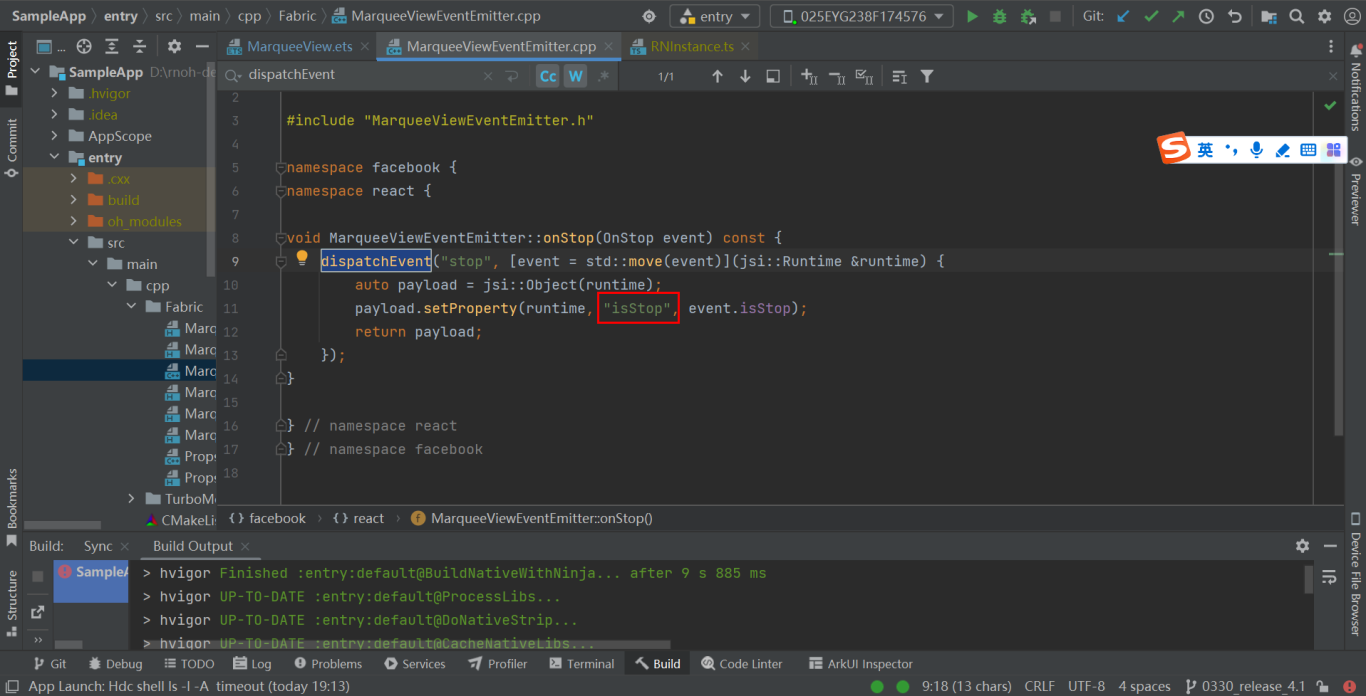 SampleApp entry src main cpp Fabric MarqueeViewEventEmitter.cpp entry 025EYG238F174576 Git:
Project ... MarqueeView.ets MarqueeViewEventEmitter.cpp RNInstance.ts
SampleApp D:\rnoh-de
dispatchEvent Cc W .* 1/1
.hvigor
.idea
AppScope
entry
.cxx
build
oh_modules
src
main
cpp
Fabric
Marq
Marq
Marq
Marq
Marq
Marq
Props
Props
TurboMo
CMakeLis
Commit
Bookmarks
Structure
2
3 #include "MarqueeViewEventEmitter.h"
4
5 namespace facebook {
6 namespace react {
7
8 void MarqueeViewEventEmitter::onStop(OnStop event) const {
9 dispatchEvent("stop", [event = std::move(event)](jsi::Runtime &runtime) {
10 auto payload = jsi::Object(runtime);
11 payload.setProperty(runtime, "isStop", event.isStop);
12 return payload;
13 });
14 }
15
16 } // namespace react
17 } // namespace facebook
18
S 英
Notifications
Previewer
Device File Browser
{} facebook {} react f MarqueeViewEventEmitter::onStop()
Build: Sync Build Output
SampleA
> hvigor Finished :entry:default@BuildNativeWithNinja... after 9 s 885 ms
> hvigor UP-TO-DATE :entry:default@ProcessLibs...
> hvigor UP-TO-DATE :entry:default@DoNativeStrip...
> hvigor UP-TO-DATE :entry:default@CacheNativeLibs...
Git Debug TODO Log Problems Services Profiler Terminal Build Code Linter ArkUI Inspector
App Launch: Hdc shell ls -l -A timeout (today 19:13) 9:18 (13 chars) CRLF UTF-8 4 spaces 0330_release_4.1